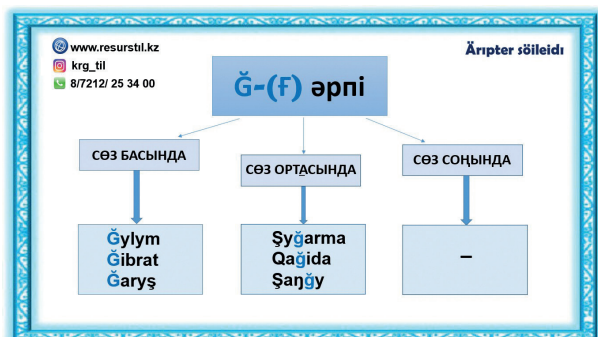 www.resurstil.kz
krg_til
8/7212/ 25 34 00
Ärıpter söileidı
Ğ-(Ғ) әрпі
СӨЗ БАСЫНДА
СӨЗ ОРТАСЫНДА
СӨЗ СОҢЫНДА
Ğylym
Ğibrat
Ğaryş
Şyğarma
Qağida
Şaŋğy
–